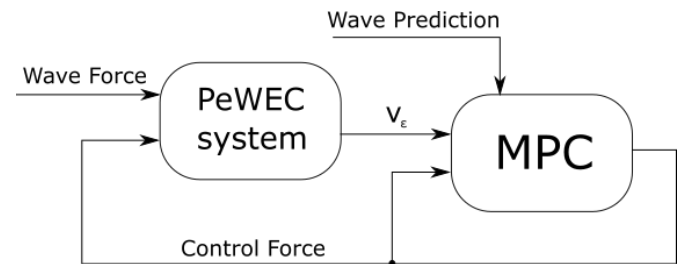 Wave Prediction
Wave Force
PeWEC
system
Vε
MPC
Control Force